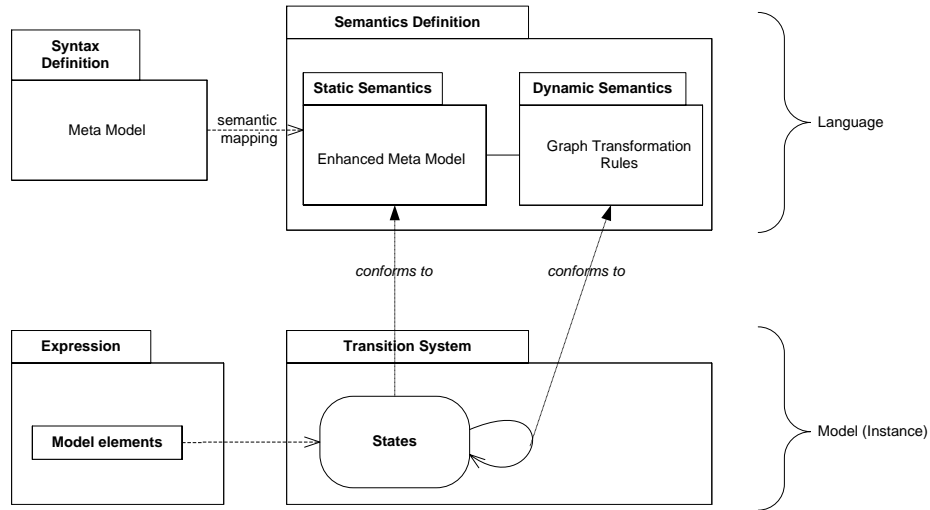 Semantics Definition
Syntax
Definition
Static Semantics
Dynamic Semantics
Meta Model
semantic
mapping
Enhanced Meta Model
Graph Transformation
Rules
Language
conforms to
conforms to
Expression
Transition System
Model elements
States
Model (Instance)